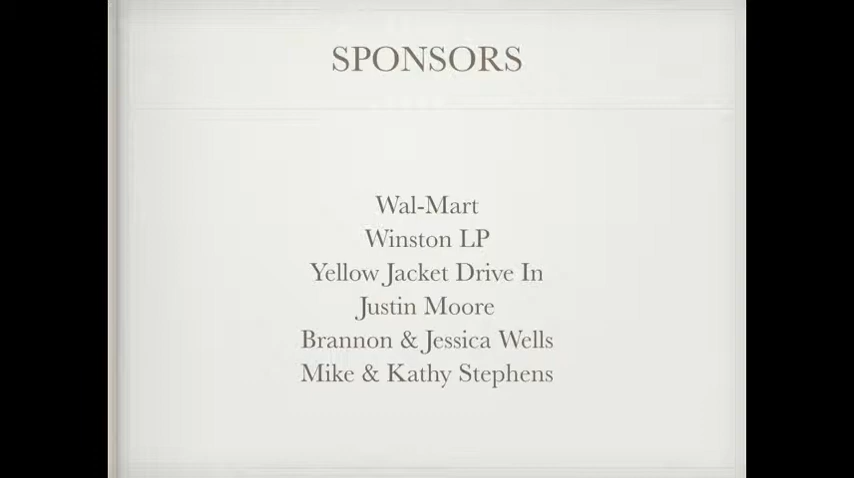 SPONSORS
Wal-Mart
Winston LP
Yellow Jacket Drive In
Justin Moore
Brannon & Jessica Wells
Mike & Kathy Stephens